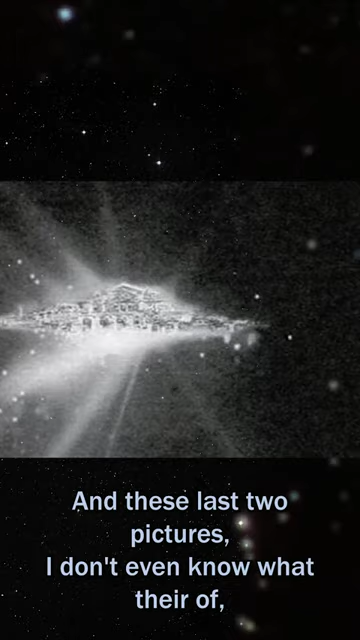 And these last two
pictures,
I don't even know what
their of,